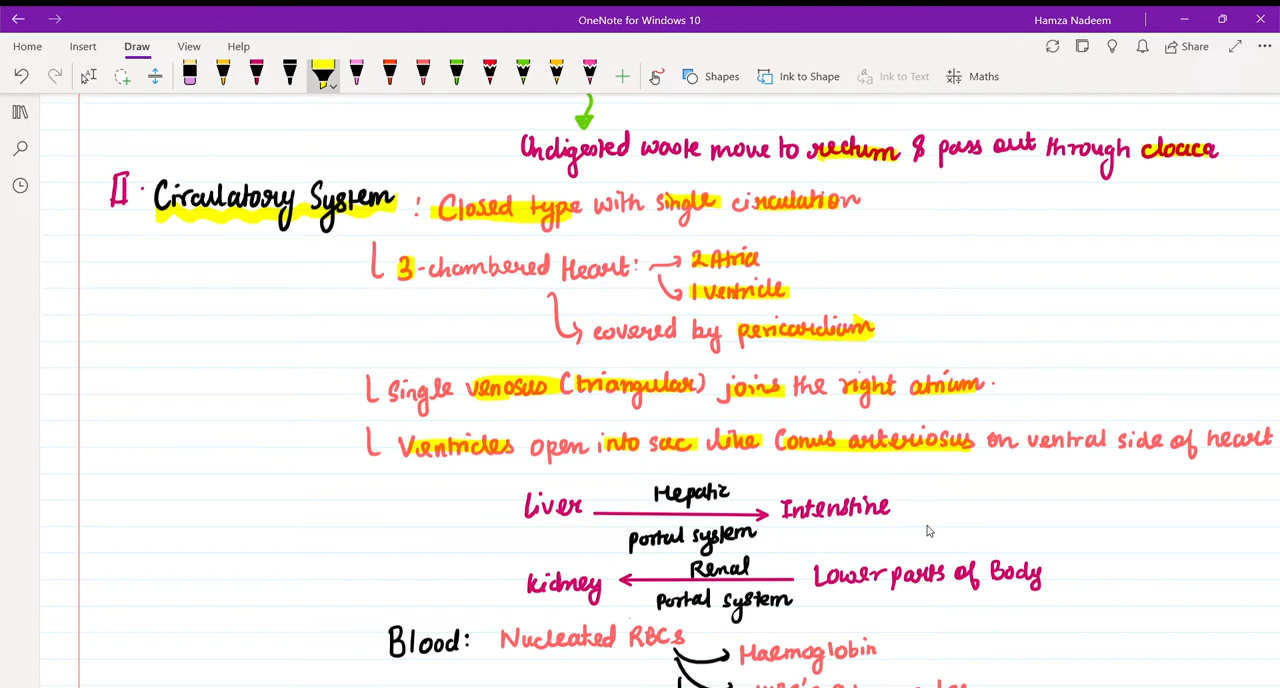 OneNote for Windows 10
Hamza Nadeem
Home Insert Draw View Help
Share
Shapes Ink to Shape Ink to Text Maths
Undigested waste move to rectum & pass out through cloaca
II. Circulatory System : Closed type with single circulation
3-chambered Heart: → 2 Atria
→ 1 ventricle
→ covered by pericardium
Single venosus (triangular) joins the right atrium.
Ventricles open into sac like Conus arteriosus on ventral side of heart
Liver Hepatic Portal system → Intenstine
Kidney ← Renal Portal system Lower parts of Body
Blood: Nucleated RBCs
→ Haemoglobin